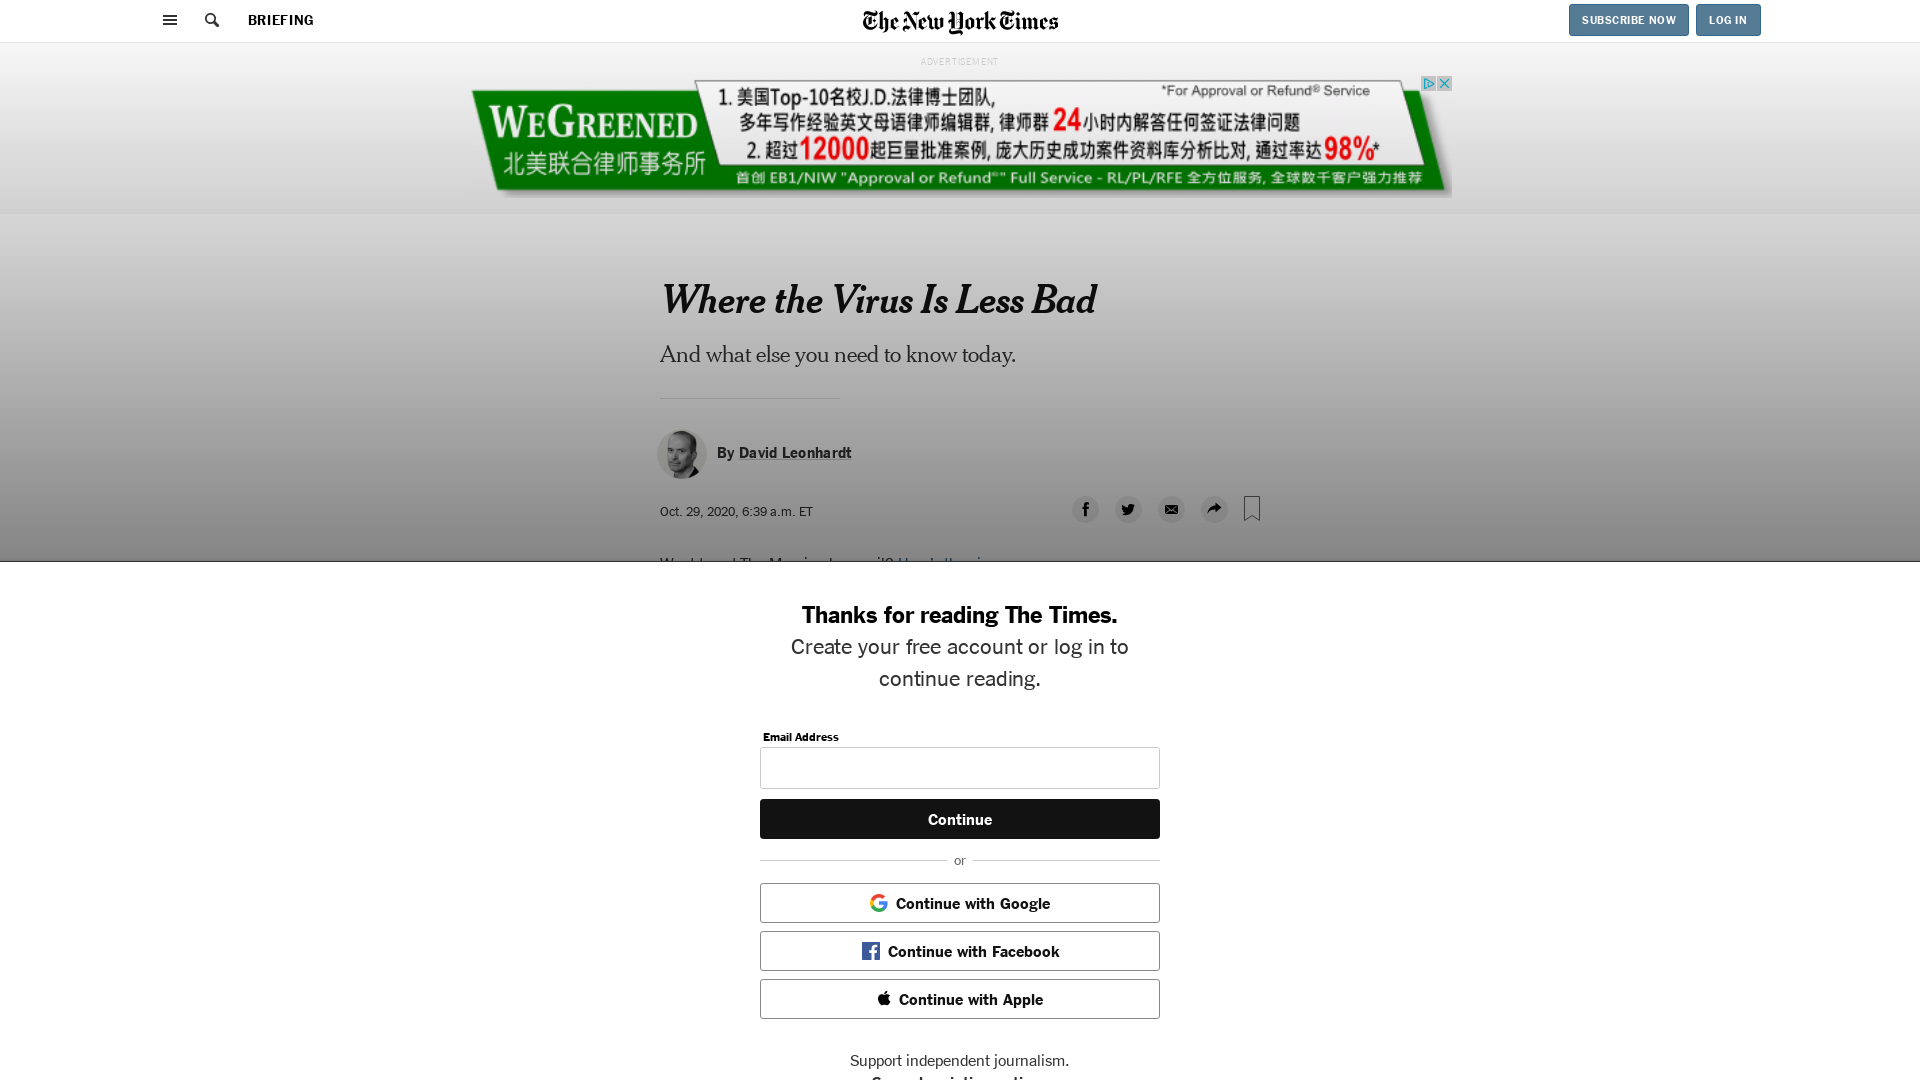 BRIEFING
The New York Times
SUBSCRIBE NOW
LOG IN
ADVERTISEMENT
WEGREENED
北美联合律师事务所
1. 美国Top-10名校J.D.法律博士团队,
*For Approval or Refund® Service
多年写作经验英文母语律师编辑群, 律师群 24小时内解答任何签证法律问题
2. 超过12000起巨量批准案例, 庞大历史成功案件资料库分析比对, 通过率达98%*
首创 EB1/NIW "Approval or Refund®" Full Service - RL/PL/RFE 全方位服务, 全球数千客户强力推荐
Where the Virus Is Less Bad
And what else you need to know today.
By David Leonhardt
Oct. 29, 2020, 6:39 a.m. ET
Thanks for reading The Times.
Create your free account or log in to
continue reading.
Email Address
Continue
or
Continue with Google
Continue with Facebook
Continue with Apple
Support independent journalism.